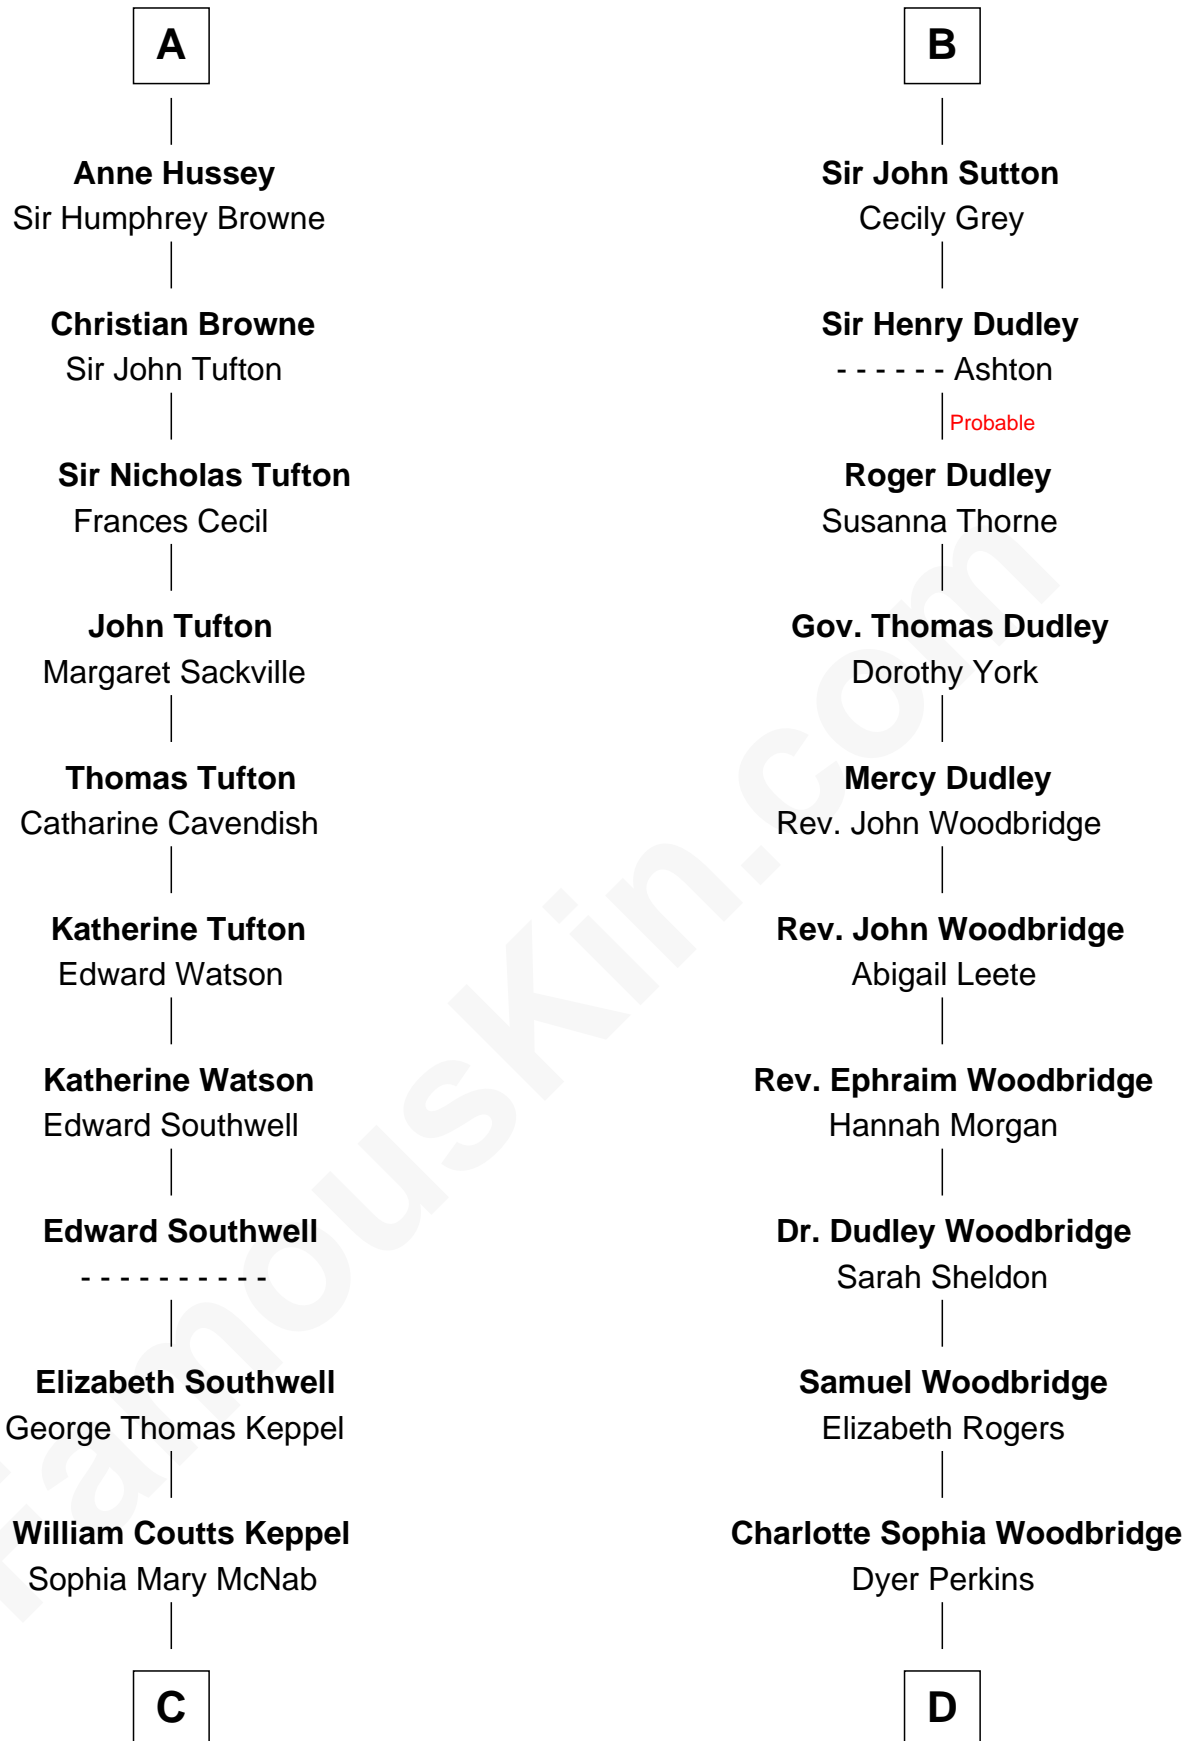 A
Anne Hussey
Sir Humphrey Browne
Christian Browne
Sir John Tufton
Sir Nicholas Tufton
Frances Cecil
John Tufton
Margaret Sackville
Thomas Tufton
Catharine Cavendish
Katherine Tufton
Edward Watson
Katherine Watson
Edward Southwell
Edward Southwell
- - - - - - - - - -
Elizabeth Southwell
George Thomas Keppel
William Coutts Keppel
Sophia Mary McNab
C
B
Sir John Sutton
Cecily Grey
Sir Henry Dudley
- - - - - - Ashton
Probable
Roger Dudley
Susanna Thorne
Gov. Thomas Dudley
Dorothy York
Mercy Dudley
Rev. John Woodbridge
Rev. John Woodbridge
Abigail Leete
Rev. Ephraim Woodbridge
Hannah Morgan
Dr. Dudley Woodbridge
Sarah Sheldon
Samuel Woodbridge
Elizabeth Rogers
Charlotte Sophia Woodbridge
Dyer Perkins
D
FamousKin.com